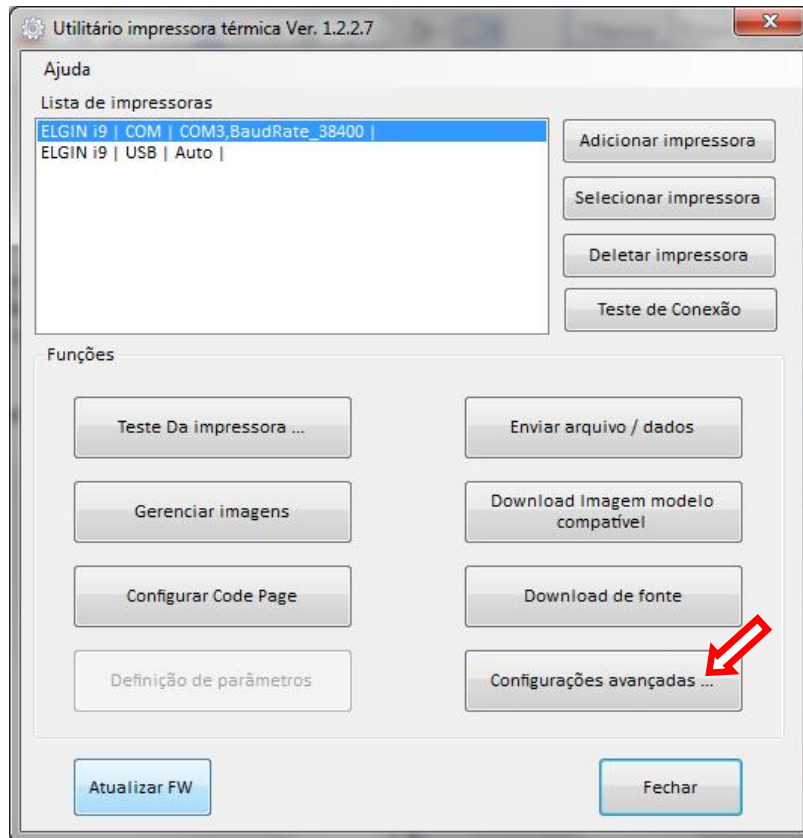 Utilitário impressora térmica Ver. 1.2.2.7
Ajuda
Lista de impressoras
ELGIN i9 | COM | COM3,BaudRate_38400 |
ELGIN i9 | USB | Auto |
Adicionar impressora
Selecionar impressora
Deletar impressora
Teste de Conexão
Funções
Teste Da impressora ...
Enviar arquivo / dados
Gerenciar imagens
Download Imagem modelo
compatível
Configurar Code Page
Download de fonte
Definição de parâmetros
Configurações avançadas ...
Atualizar FW
Fechar